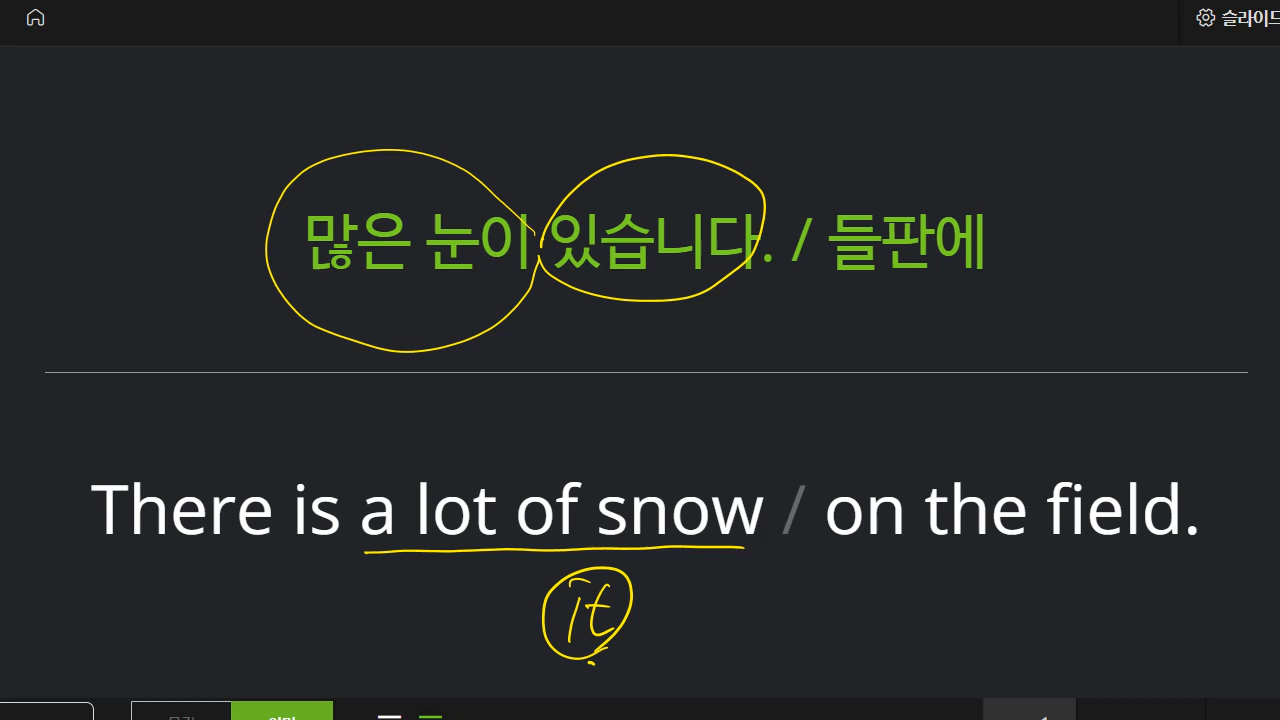 슬라이드
많은 눈이 있습니다. / 들판에
There is a lot of snow / on the field.
it